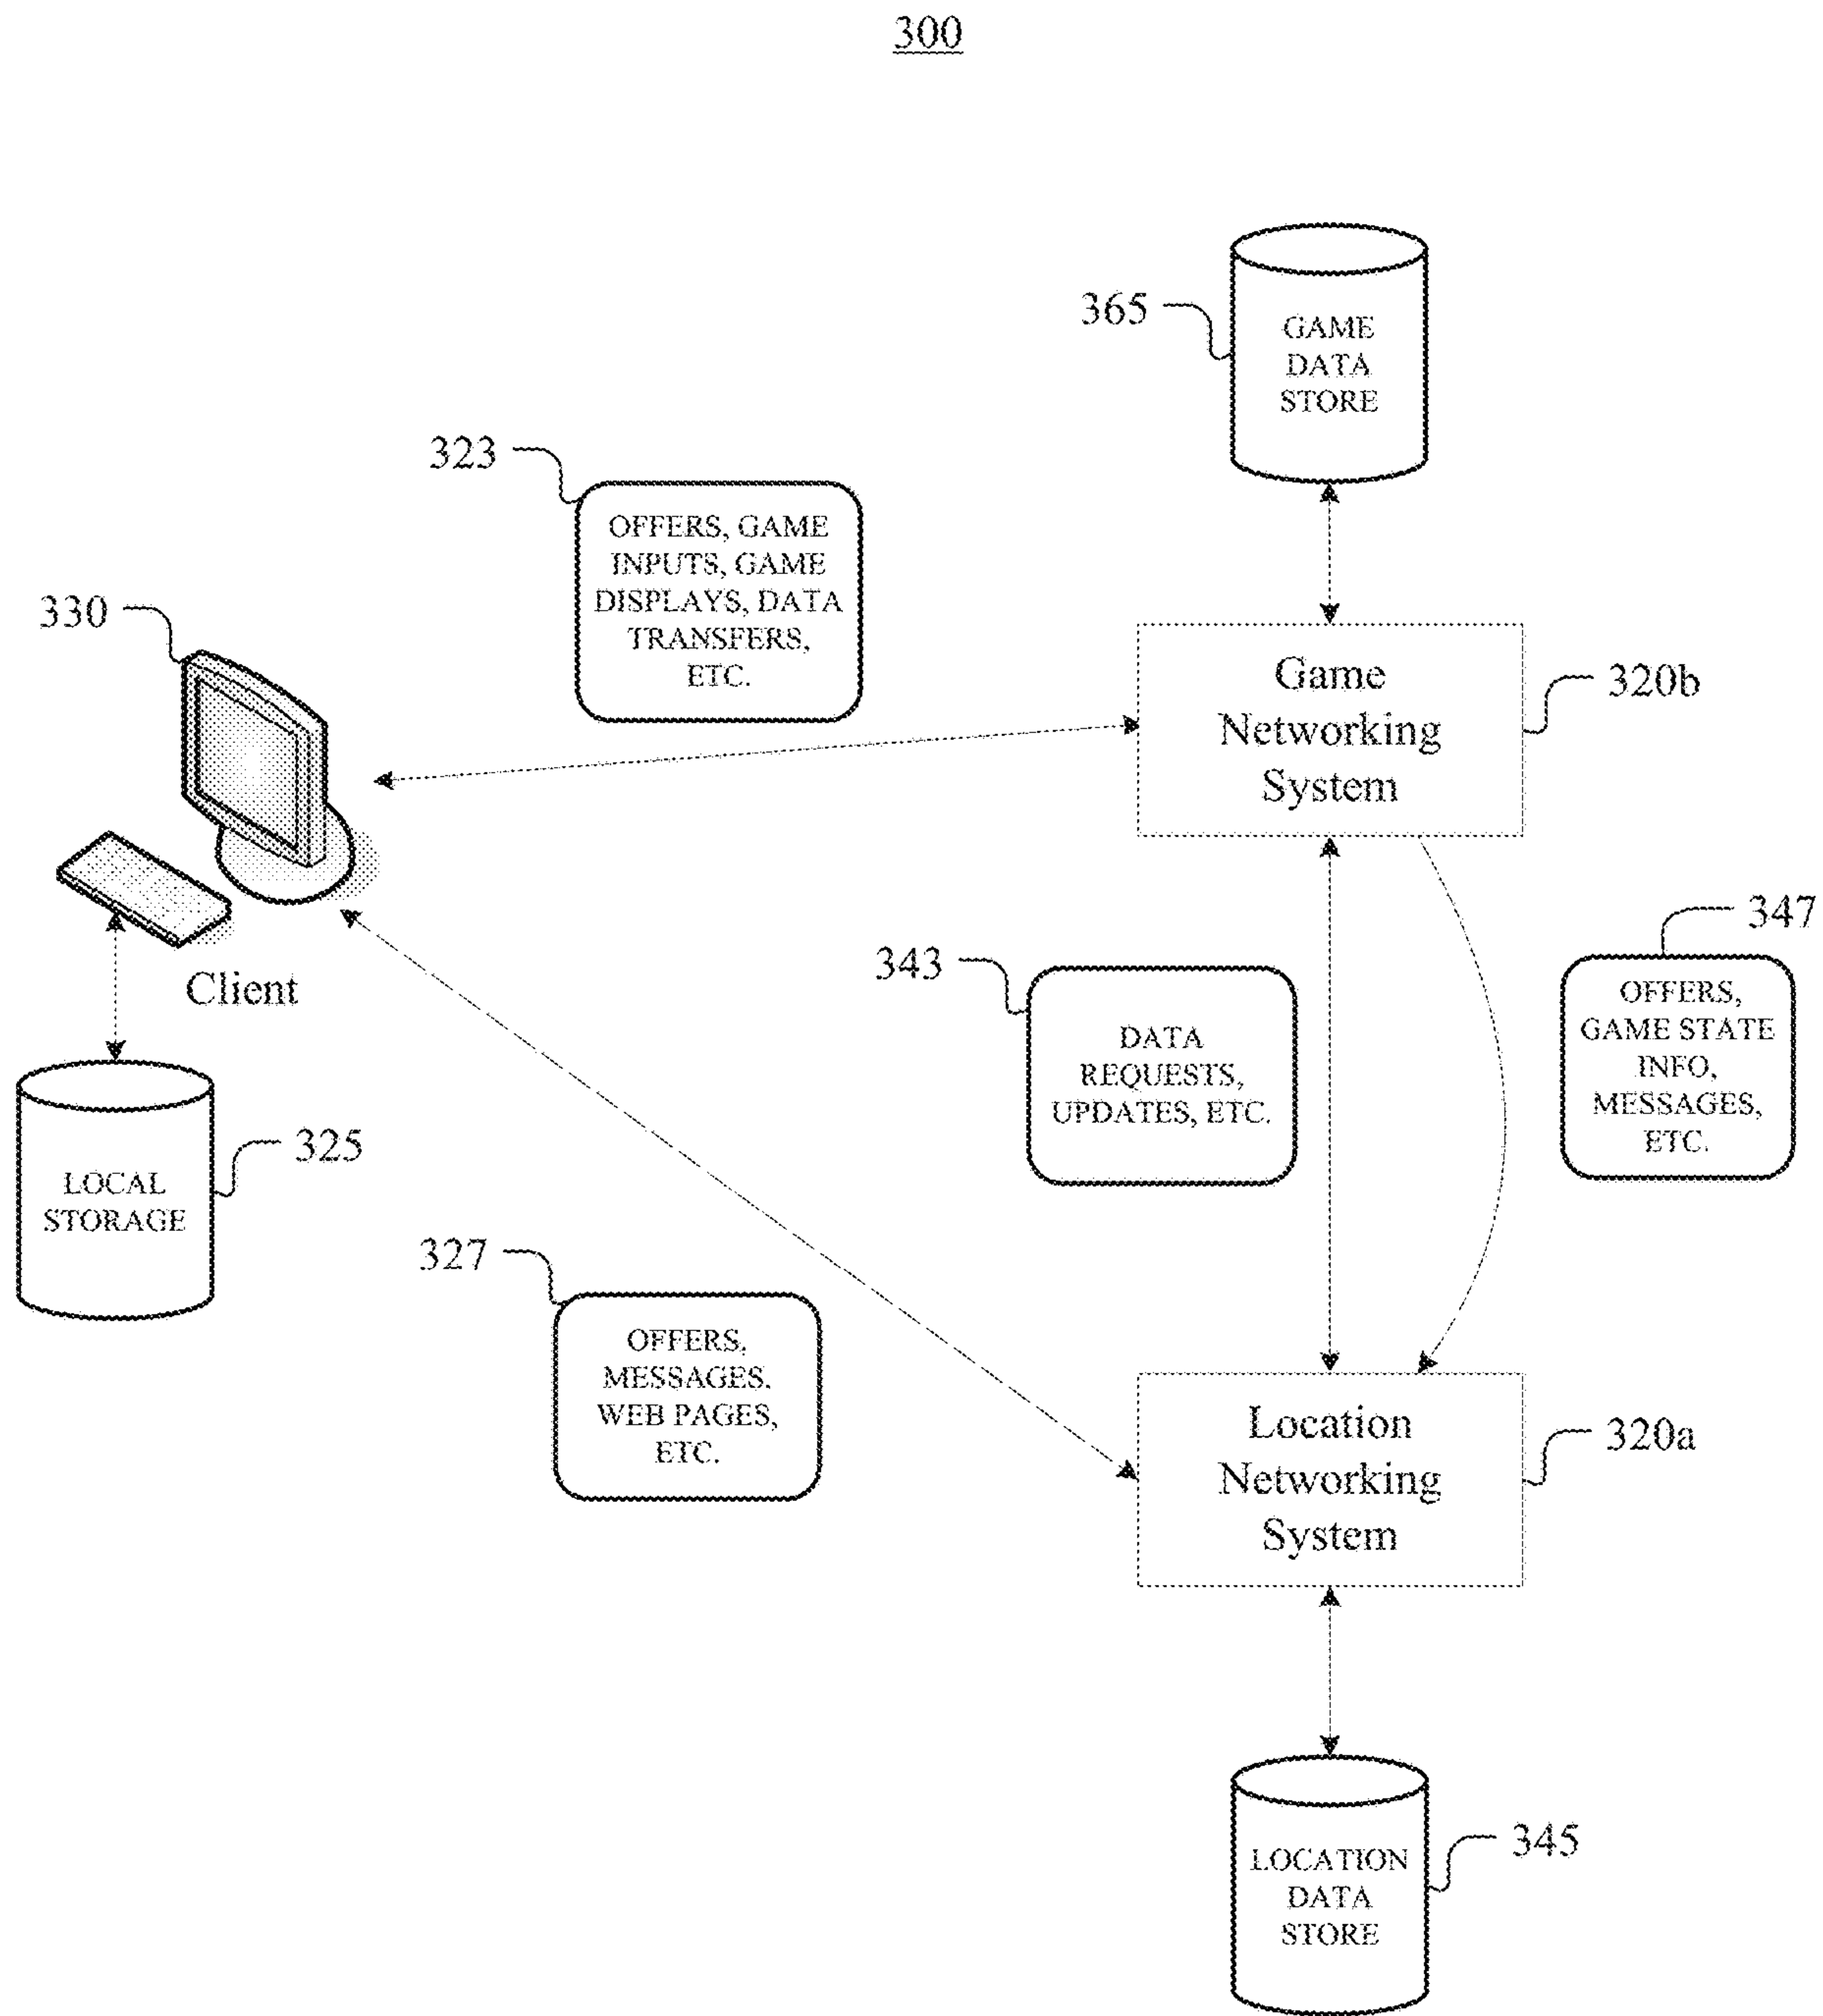 300
365
GAME
DATA
STORE
323
OFFERS, GAME
INPUTS, GAME
DISPLAYS, DATA
TRANSFERS,
ETC.
330
Game
Networking
System
320b
Client
343
DATA
REQUESTS,
UPDATES, ETC.
347
OFFERS,
GAME STATE
INFO,
MESSAGES,
ETC.
LOCAL
STORAGE
325
327
OFFERS,
MESSAGES,
WEB PAGES,
ETC.
Location
Networking
System
320a
LOCATION
DATA
STORE
345